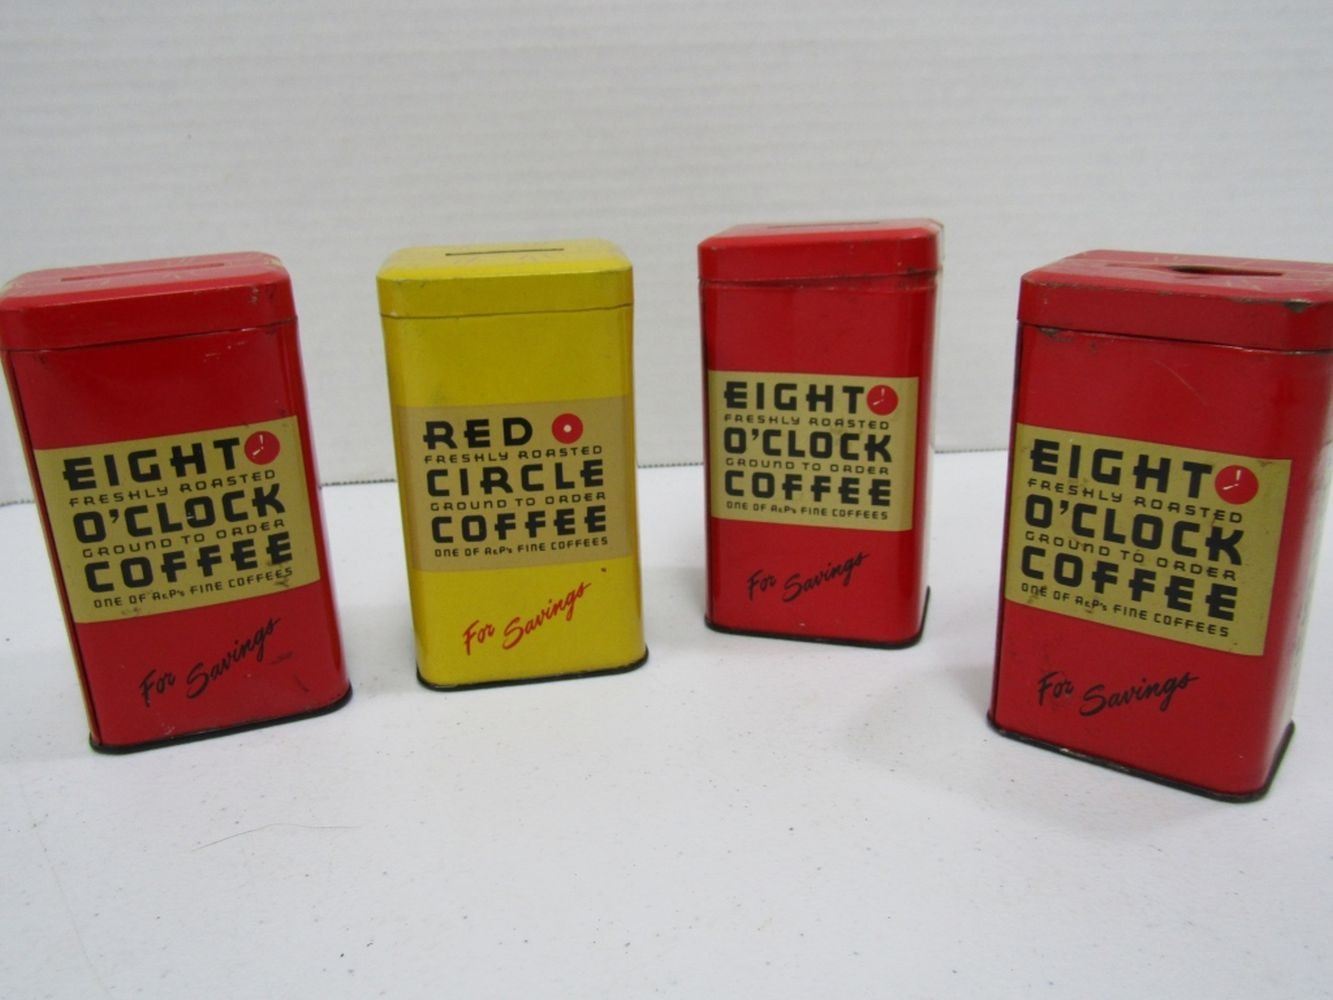 EIGHT
FRESHLY ROASTED
O'CLOCK
GROUND TO ORDER
COFFEE
ONE OF A&P's FINE COFFEES
For Savings
RED
FRESHLY ROASTED
CIRCLE
GROUND TO ORDER
COFFEE
ONE OF A&P's FINE COFFEES
For Savings
EIGHT
FRESHLY ROASTED
O'CLOCK
GROUND TO ORDER
COFFEE
ONE OF A&P's FINE COFFEES
For Savings
EIGHT
FRESHLY ROASTED
O'CLOCK
GROUND TO ORDER
COFFEE
ONE OF A&P's FINE COFFEES
For Savings